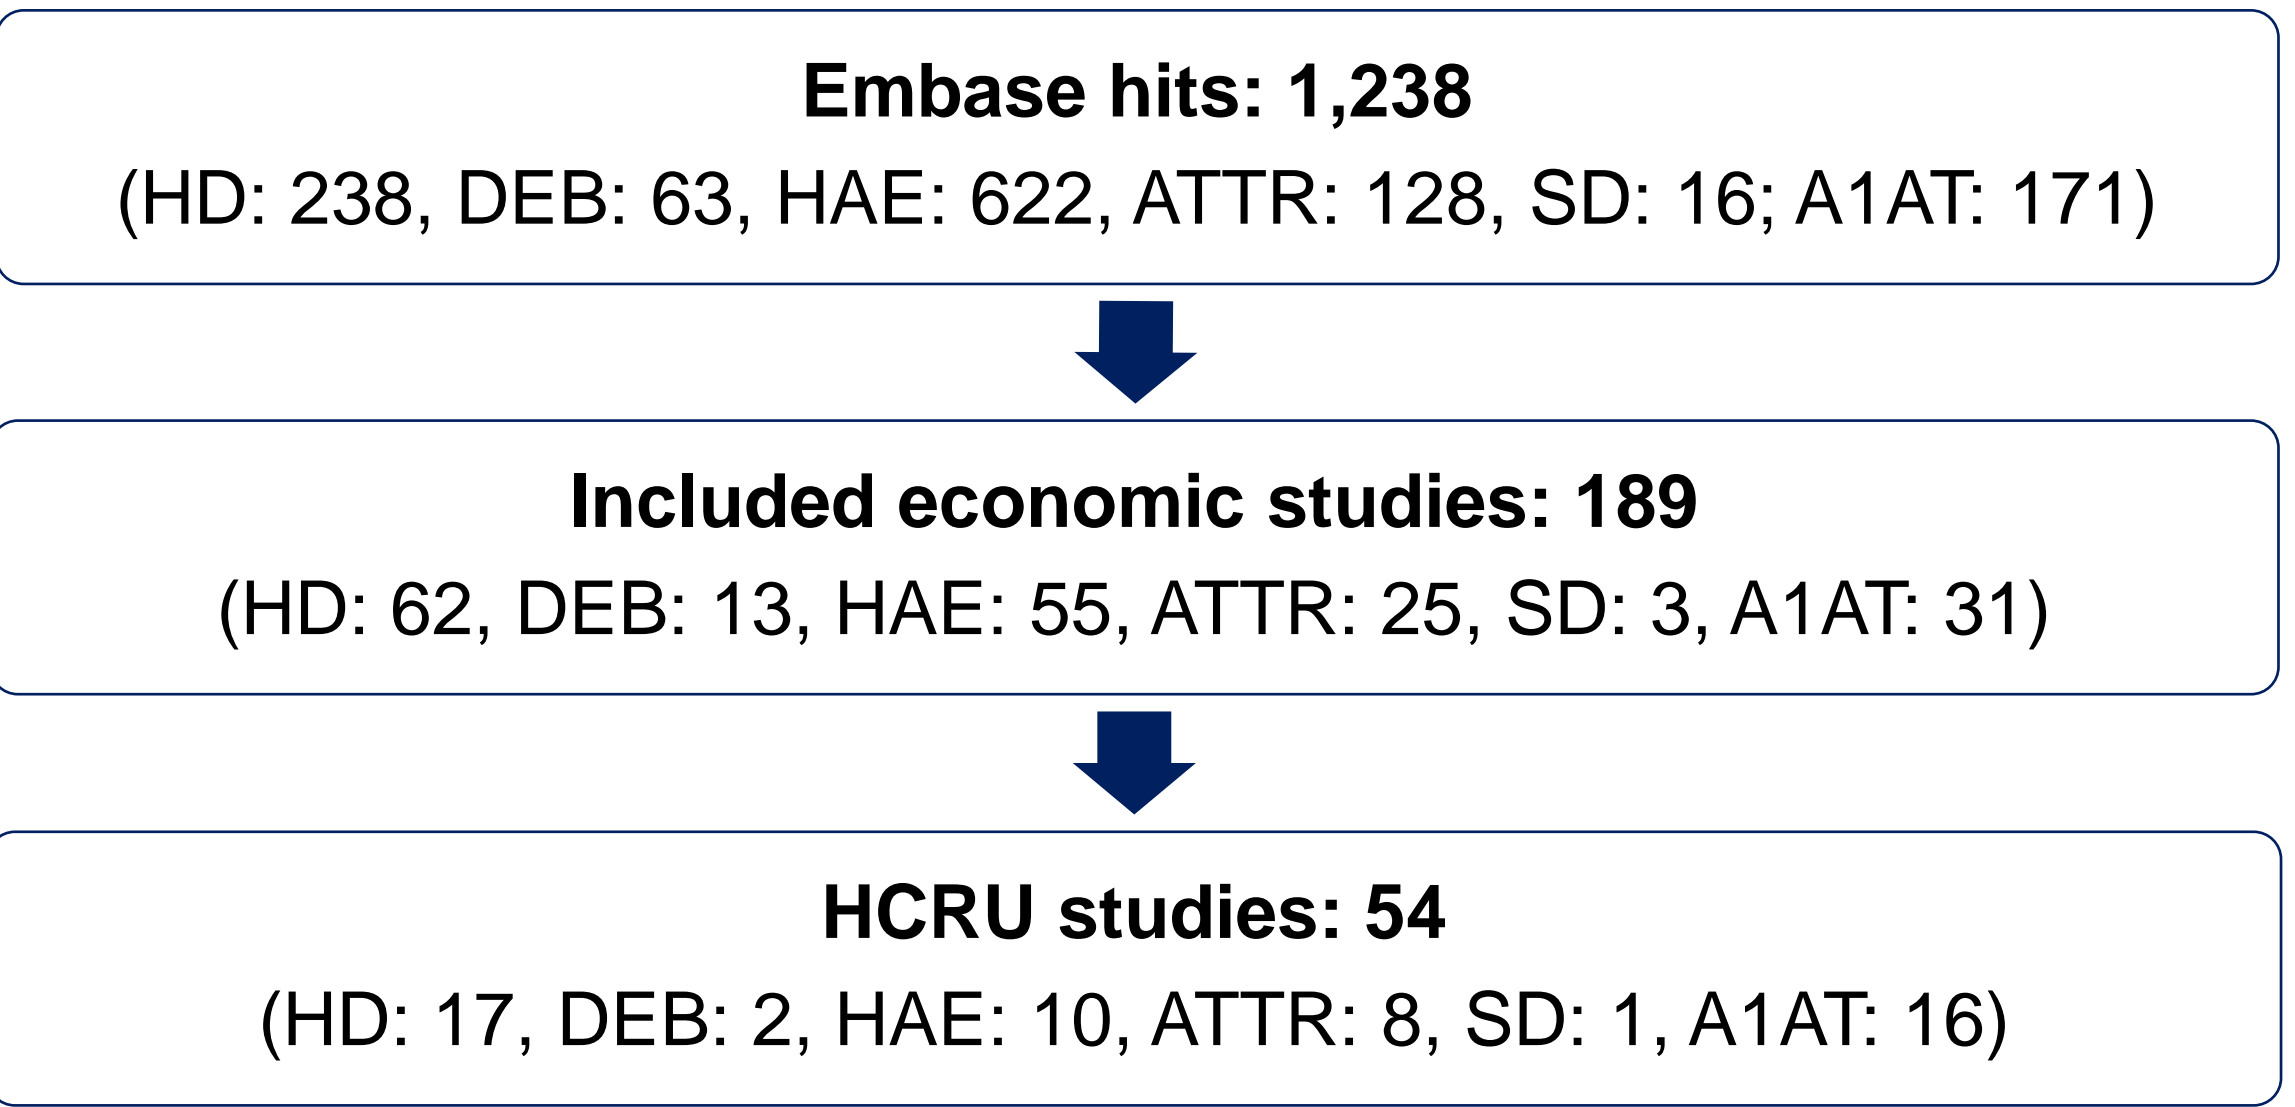 Embase hits: 1,238
(HD: 238, DEB: 63, HAE: 622, ATTR: 128, SD: 16; A1AT: 171)
Included economic studies: 189
(HD: 62, DEB: 13, HAE: 55, ATTR: 25, SD: 3, A1AT: 31)
HCRU studies: 54
(HD: 17, DEB: 2, HAE: 10, ATTR: 8, SD: 1, A1AT: 16)